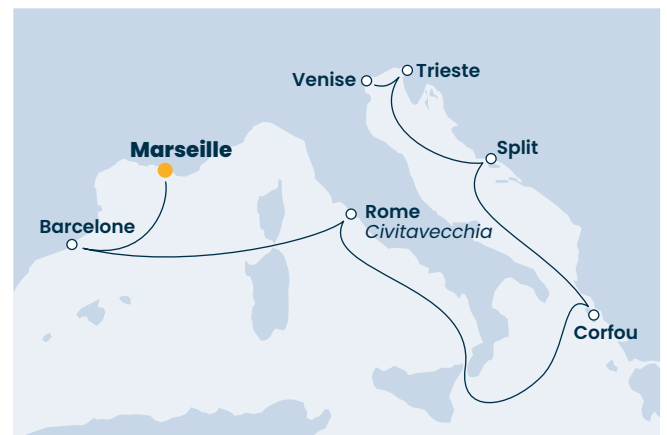 Venise
Trieste
Marseille
Split
Barcelone
Rome
Civitavecchia
Corfou